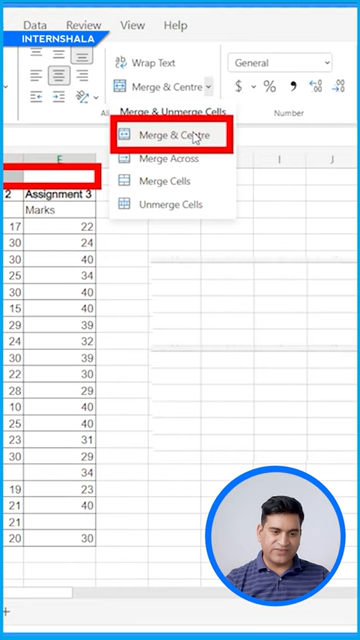 Data Review View Help
INTERNSHALA
Wrap Text General
Merge & Centre $ % 9 .00
Merge & Unmerge Cells Number
Merge & Centre
Merge Across
Merge Cells
Unmerge Cells
E I J
2 Assignment 3
Marks
17 22
30 24
30 40
25 34
30 40
15 40
29 39
24 32
30 39
22 30
28 29
10 40
25 40
23 31
30 29
34
19 23
21 40
21
20 30
+